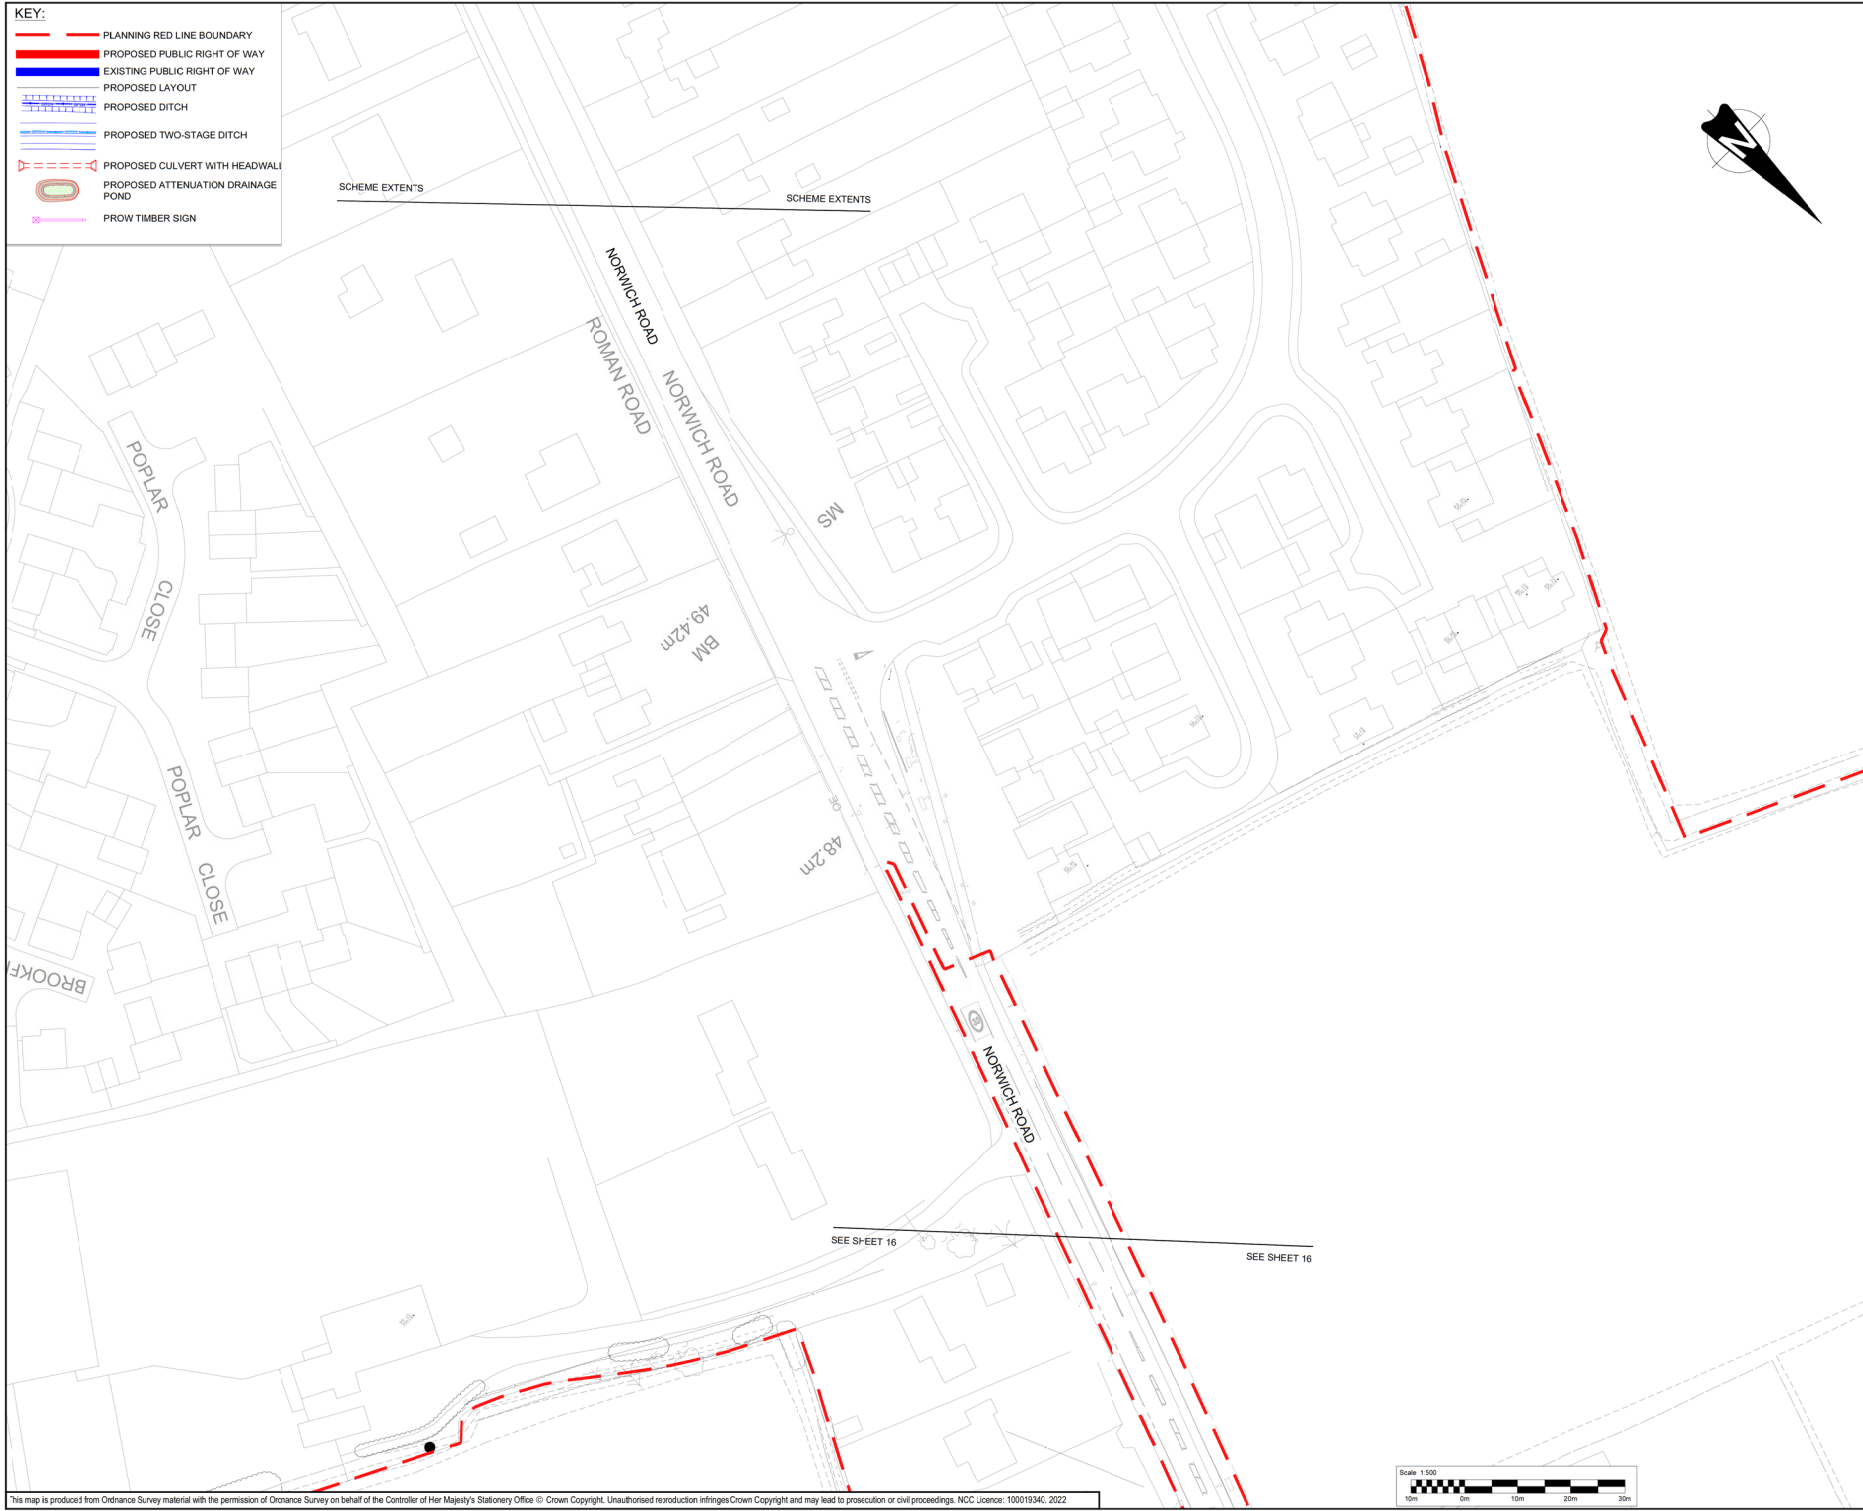 KEY:
PLANNING RED LINE BOUNDARY
PROPOSED PUBLIC RIGHT OF WAY
EXISTING PUBLIC RIGHT OF WAY
PROPOSED LAYOUT
PROPOSED DITCH
PROPOSED TWO-STAGE DITCH
PROPOSED CULVERT WITH HEADWALL
PROPOSED ATTENUATION DRAINAGE
POND
PROW TIMBER SIGN
N
SCHEME EXTENTS
SCHEME EXTENTS
NORWICH ROAD
ROMAN ROAD
NORWICH ROAD
MS
POPLAR
CLOSE
49.42m
BM
POPLAR
CLOSE
48.2m
BROOKFI
NORWICH ROAD
SEE SHEET 16
SEE SHEET 16
Scale 1:500
10m 0m 10m 20m 30m
This map is produced from Ordnance Survey material with the permission of Ordnance Survey on behalf of the Controller of Her Majesty's Stationery Office © Crown Copyright. Unauthorised reproduction infringes Crown Copyright and may lead to prosecution or civil proceedings. NCC Licence: 100019340. 2022